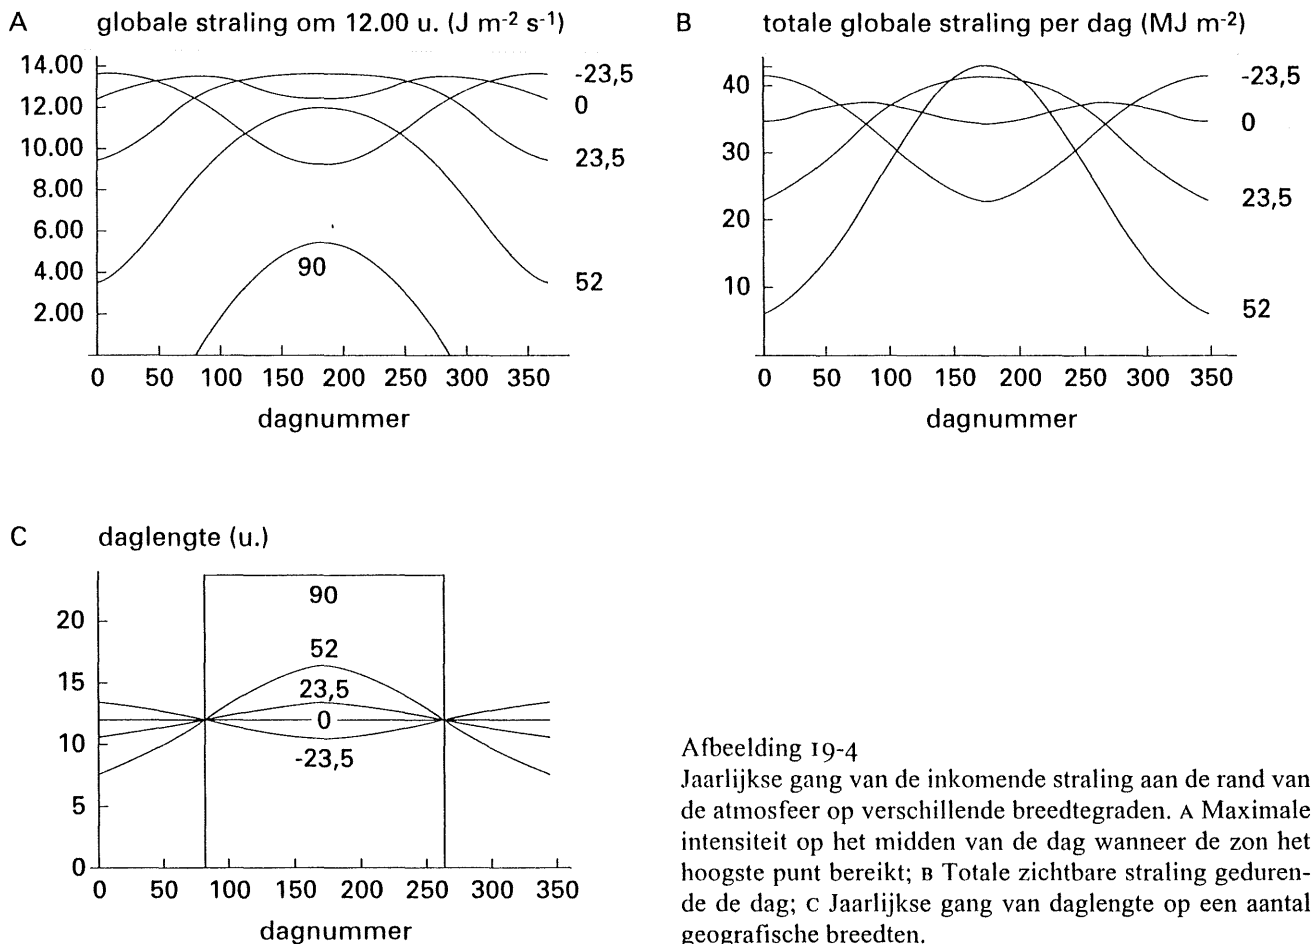 A globale straling om 12.00 u. (J m-2 s-1)
14.00
12.00
10.00
8.00
6.00
4.00
2.00
-23,5
0
23,5
52
90
0 50 100 150 200 250 300 350
dagnummer
B totale globale straling per dag (MJ m-2)
40
30
20
10
-23,5
0
23,5
52
0 50 100 150 200 250 300 350
dagnummer
C daglengte (u.)
20
15
10
5
0
90
52
23,5
0
-23,5
0 50 100 150 200 250 300 350
dagnummer
Afbeelding 19-4
Jaarlijkse gang van de inkomende straling aan de rand van
de atmosfeer op verschillende breedtegraden. A Maximale
intensiteit op het midden van de dag wanneer de zon het
hoogste punt bereikt; B Totale zichtbare straling geduren-
de de dag; C Jaarlijkse gang van daglengte op een aantal
geografische breedten.